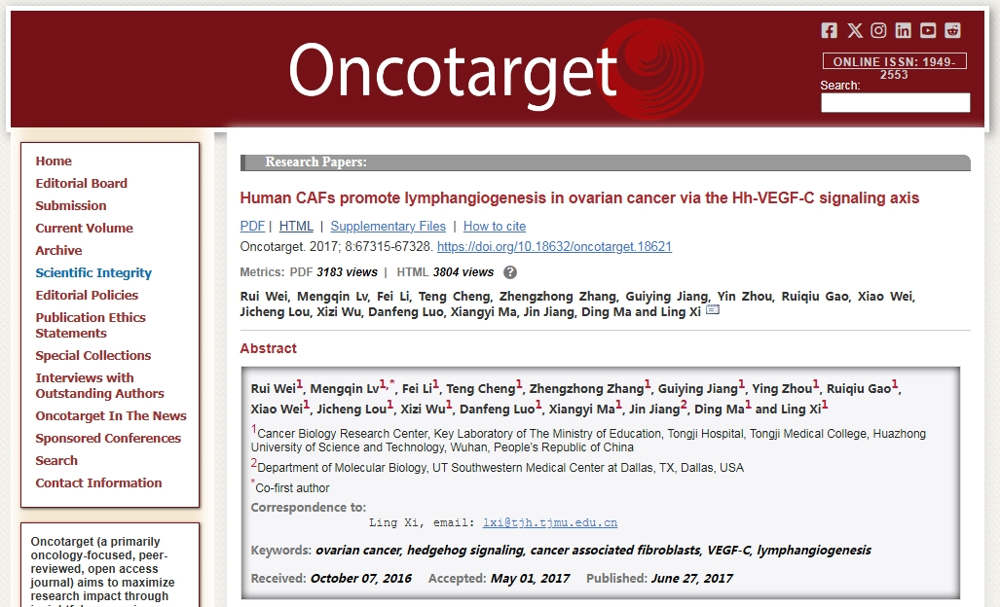 Oncotarget
ONLINE ISSN: 1949-
2553
Search:
Home
Editorial Board
Submission
Current Volume
Archive
Scientific Integrity
Editorial Policies
Publication Ethics
Statements
Special Collections
Interviews with
Outstanding Authors
Oncotarget In The News
Sponsored Conferences
Search
Contact Information
Oncotarget (a primarily
oncology-focused, peer-
reviewed, open access
journal) aims to maximize
research impact through
Research Papers:
Human CAFs promote lymphangiogenesis in ovarian cancer via the Hh-VEGF-C signaling axis
PDF | HTML | Supplementary Files | How to cite
Oncotarget. 2017; 8:67315-67328. https://doi.org/10.18632/oncotarget.18621
Metrics: PDF 3183 views | HTML 3804 views ?
Rui Wei, Mengqin Lv, Fei Li, Teng Cheng, Zhengzhong Zhang, Guiying Jiang, Yin Zhou, Ruiqiu Gao, Xiao Wei,
Jicheng Lou, Xizi Wu, Danfeng Luo, Xiangyi Ma, Jin Jiang, Ding Ma and Ling Xi
Abstract
Rui Wei1, Mengqin Lv1,*, Fei Li1, Teng Cheng1, Zhengzhong Zhang1, Guiying Jiang1, Ying Zhou1, Ruiqiu Gao1,
Xiao Wei1, Jicheng Lou1, Xizi Wu1, Danfeng Luo1, Xiangyi Ma1, Jin Jiang2, Ding Ma1 and Ling Xi1
1Cancer Biology Research Center, Key Laboratory of The Ministry of Education, Tongji Hospital, Tongji Medical College, Huazhong
University of Science and Technology, Wuhan, People's Republic of China
2Department of Molecular Biology, UT Southwestern Medical Center at Dallas, TX, Dallas, USA
*Co-first author
Correspondence to:
Ling Xi, email: lxi@tjh.tjmu.edu.cn
Keywords: ovarian cancer, hedgehog signaling, cancer associated fibroblasts, VEGF-C, lymphangiogenesis
Received: October 07, 2016 Accepted: May 01, 2017 Published: June 27, 2017